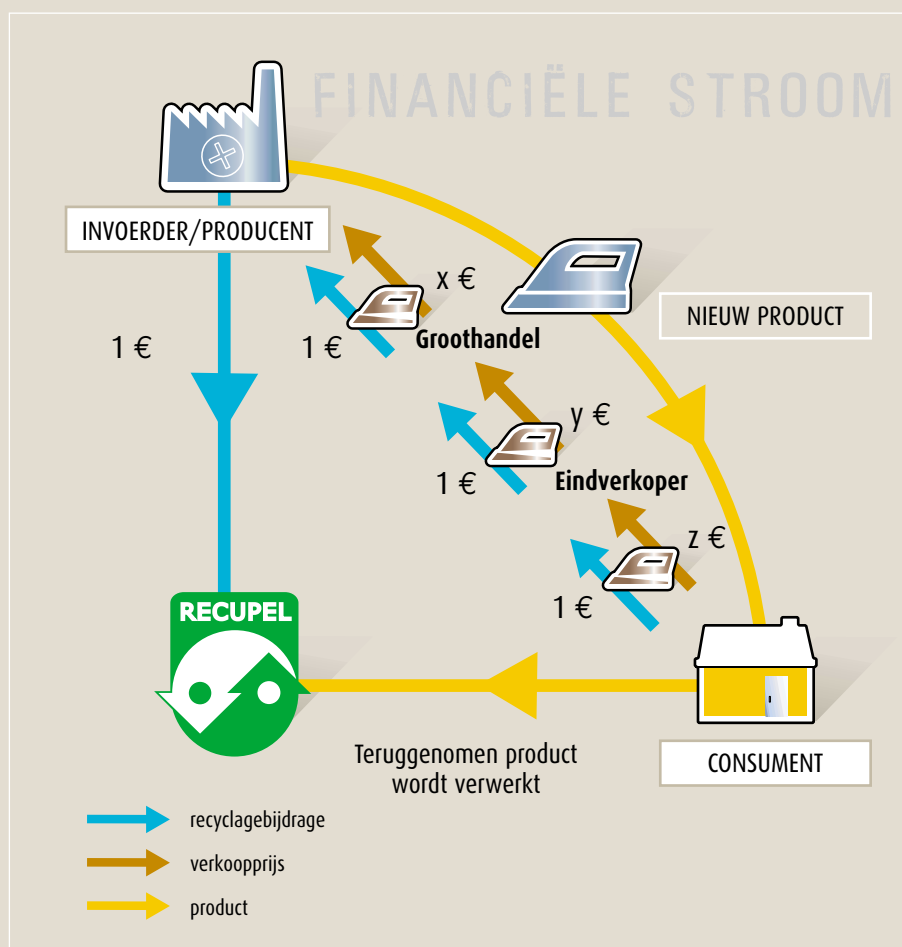 FINANCIËLE STROOM
INVOERDER/PRODUCENT
x €
1 €
1 €
Groothandel
NIEUW PRODUCT
y €
1 €
Eindverkoper
z €
1 €
RECUPEL
Teruggenomen product
wordt verwerkt
CONSUMENT
recyclagebijdrage
verkoopprijs
product